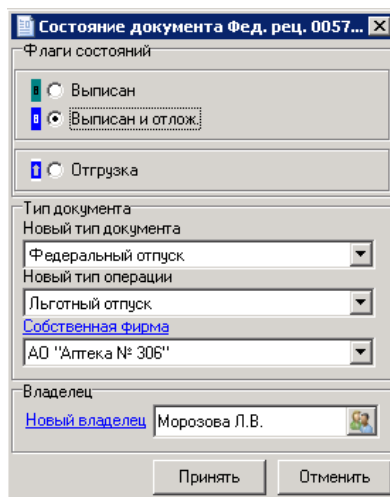 Состояние документа Фед. рец. 0057...
Флаги состояний
В Выписан
В Выписан и отлож.
Отгрузка
Тип документа
Новый тип документа
Федеральный отпуск
Новый тип операции
Льготный отпуск
Собственная фирма
АО "Аптека № 306"
Владелец
Новый владелец Морозова Л.В.
Принять Отменить